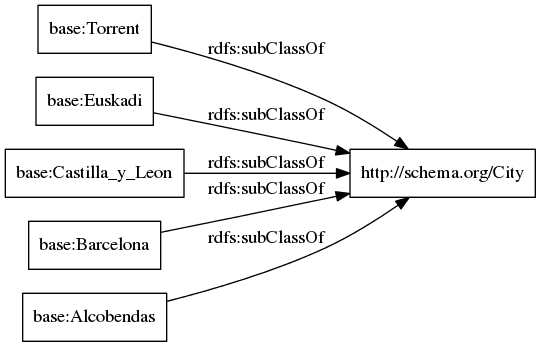 base:Torrent
rdfs:subClassOf
base:Euskadi
rdfs:subClassOf
base:Castilla_y_Leon
rdfs:subClassOf
http://schema.org/City
rdfs:subClassOf
base:Barcelona
rdfs:subClassOf
base:Alcobendas